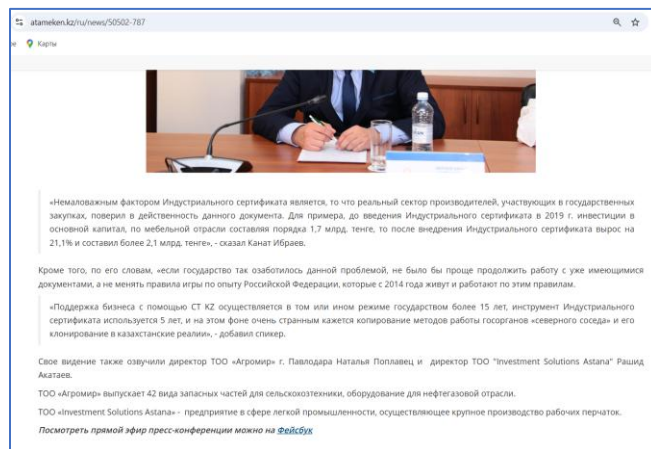 atameken.kz/ru/news/50502-787
Карты
«Немаловажным фактором Индустриального сертификата является, то что реальный сектор производителей, участвующих в государственных
закупках, поверил в действенность данного документа. Для примера, до введения Индустриального сертификата в 2019 г. инвестиции в
основной капитал, по мебельной отрасли составляя порядка 1,7 млрд. тенге, то после внедрения Индустриального сертификата вырос на
21,1% и составил более 2,1 млрд. тенге», - сказал Канат Ибраев.
Кроме того, по его словам, «если государство так озаботилось данной проблемой, не было бы проще продолжить работу с уже имеющимися
документами, а не менять правила игры по опыту Российской Федерации, которые с 2014 года живут и работают по этим правилам.
«Поддержка бизнеса с помощью СТ KZ осуществляется в том или ином режиме государством более 15 лет, инструмент Индустриального
сертификата используется 5 лет, и на этом фоне очень странным кажется копирование методов работы госорганов «северного соседа» и его
клонирование в казахстанские реалии», - добавил спикер.
Свое видение также озвучили директор ТОО «Агромир» г. Павлодара Наталья Поплавец и директор ТОО "Investment Solutions Astana" Рашид
Акатаев.
ТОО «Агромир» выпускает 42 вида запасных частей для сельскохозтехники, оборудование для нефтегазовой отрасли.
ТОО «Investment Solutions Astana» - предприятие в сфере легкой промышленности, осуществляющее крупное производство рабочих перчаток.
Посмотреть прямой эфир пресс-конференции можно на Фейсбук